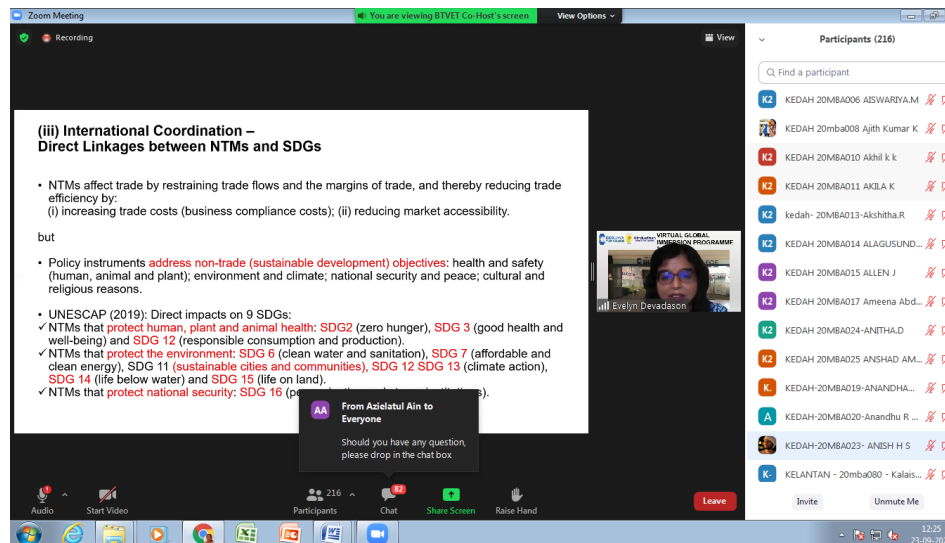 Zoom Meeting
You are viewing BTVET Co-Host's screen
View Options
Recording
View
(iii) International Coordination –
Direct Linkages between NTMs and SDGs
• NTMs affect trade by restraining trade flows and the margins of trade, and thereby reducing trade
efficiency by:
(i) increasing trade costs (business compliance costs); (ii) reducing market accessibility.
but
• Policy instruments address non-trade (sustainable development) objectives: health and safety
(human, animal and plant); environment and climate; national security and peace; cultural and
religious reasons.
• UNESCAP (2019): Direct impacts on 9 SDGs:
✓NTMs that protect human, plant and animal health: SDG2 (zero hunger), SDG 3 (good health and
well-being) and SDG 12 (responsible consumption and production).
✓NTMs that protect the environment: SDG 6 (clean water and sanitation), SDG 7 (affordable and
clean energy), SDG 11 (sustainable cities and communities), SDG 12 SDG 13 (climate action),
SDG 14 (life below water) and SDG 15 (life on land).
✓NTMs that protect national security: SDG 16
VIRTUAL GLOBAL
IMMERSION PROGRAMME
Evelyn Devadason
AA
From Azielatul Ain to
Everyone
Should you have any question,
please drop in the chat box
Audio
Start Video
216
Participants
82
Chat
Share Screen
Raise Hand
Leave
Participants (216)
Find a participant
K2 KEDAH 20MBA006 AISWARIYA.M
KEDAH 20mba008 Ajith Kumar K
K2 KEDAH 20MBA010 Akhil k k
K2 KEDAH 20MBA011 AKILA K
K2 kedah- 20MBA013-Akshitha.R
K2 KEDAH 20MBA014 ALAGUSUND...
K2 KEDAH 20MBA015 ALLEN J
K2 KEDAH 20MBA017 Ameena Abd...
K2 KEDAH 20MBA024-ANITHA.D
K2 KEDAH 20MBA025 ANSHAD AM...
K. KEDAH-20MBA019-ANANDHA...
A KEDAH-20MBA020-Anandhu R ...
KEDAH-20MBA023- ANISH H S
K- KELANTAN - 20mba080 - Kalais...
Invite
Unmute Me
12:25